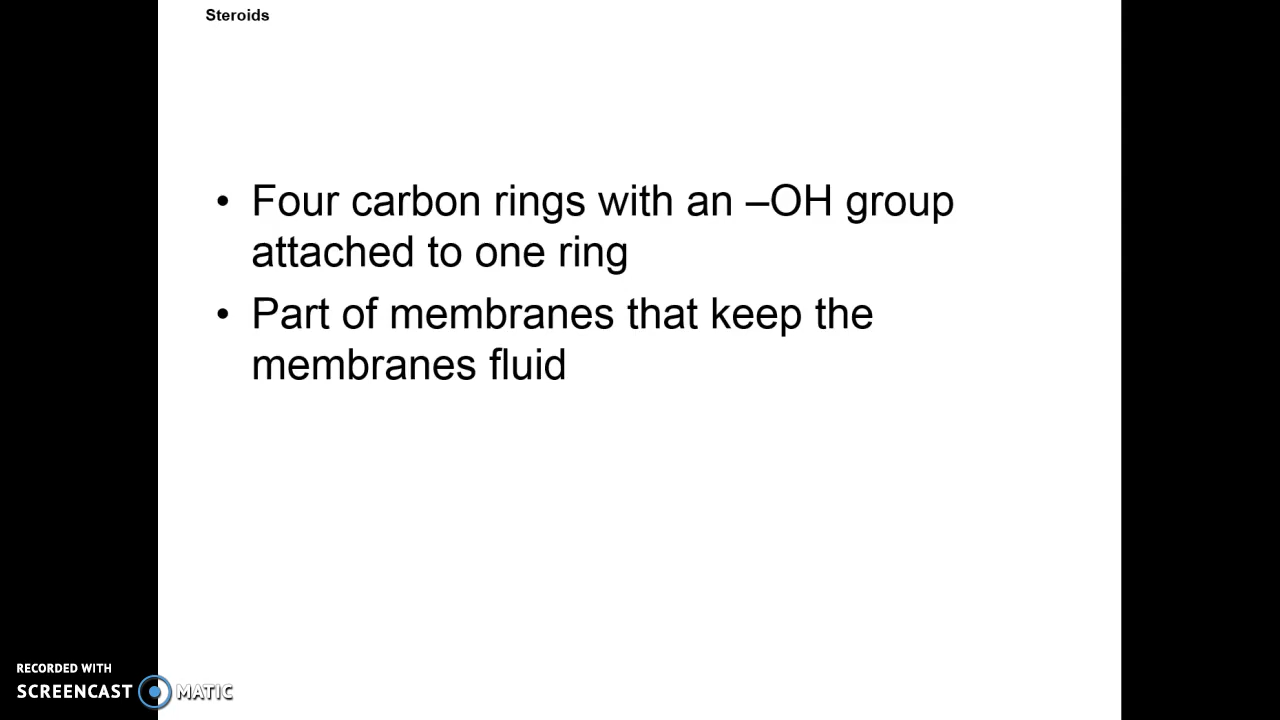 Steroids
• Four carbon rings with an –OH group
attached to one ring
• Part of membranes that keep the
membranes fluid
RECORDED WITH
SCREENCAST MATIC